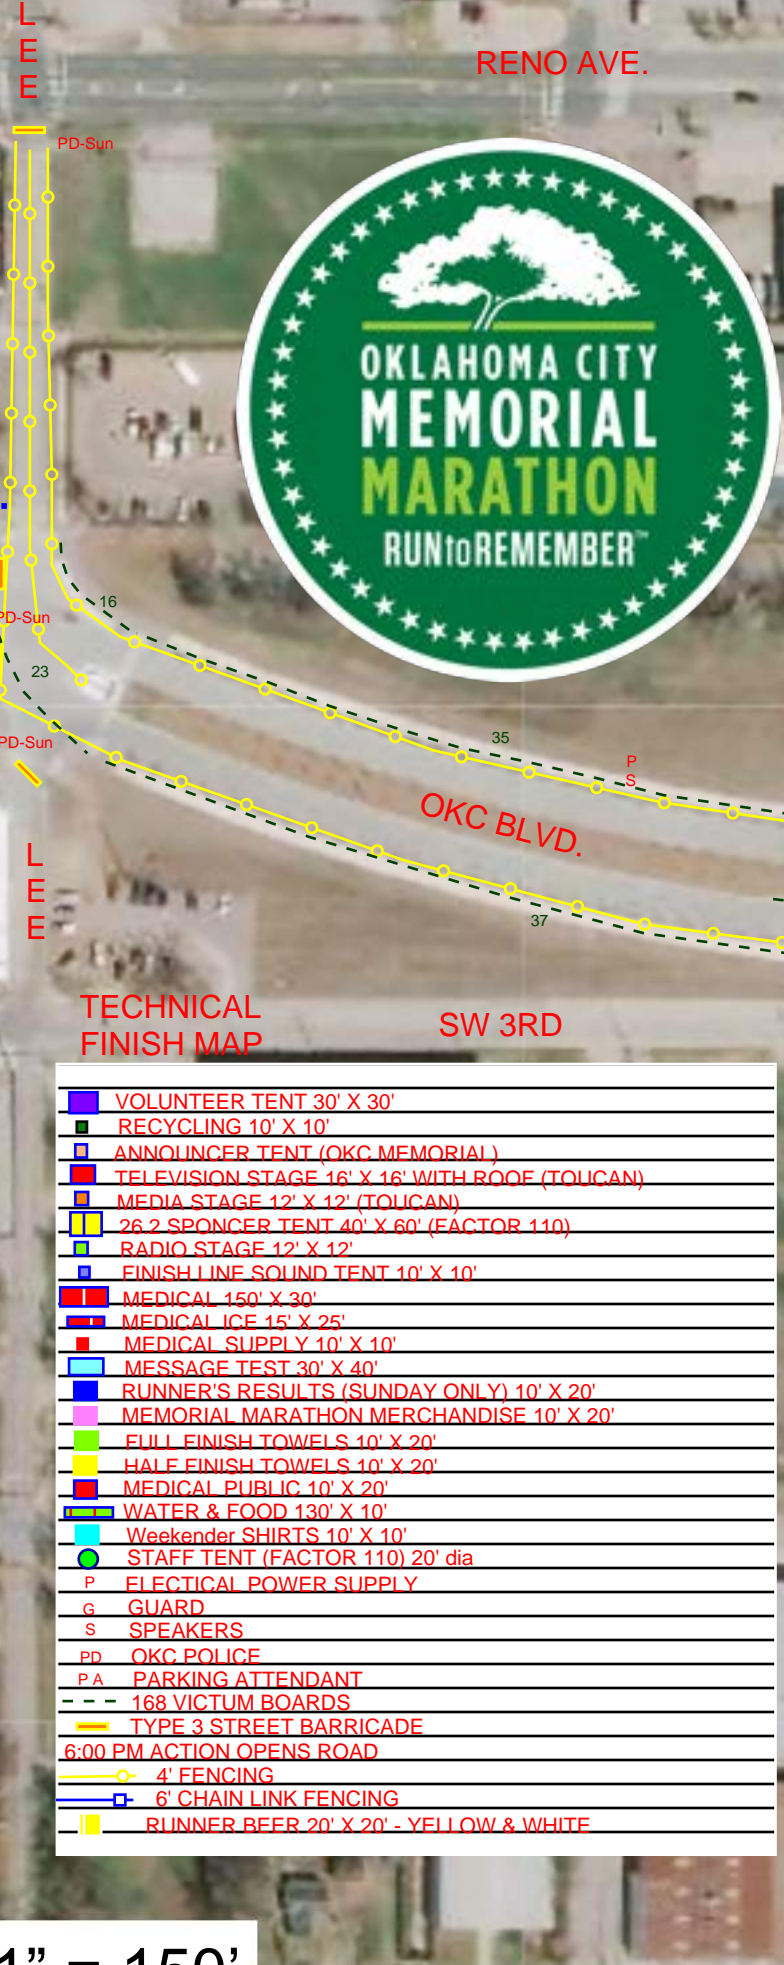 LEE
RENO AVE.
PD-Sun
OKLAHOMA CITY
MEMORIAL
MARATHON
RUNtoREMEMBER™
16
PD-Sun
23
PD-Sun
35
P
S
OKC BLVD.
LEE
37
TECHNICAL
FINISH MAP
SW 3RD
VOLUNTEER TENT 30' X 30'
RECYCLING 10' X 10'
ANNOUNCER TENT (OKC MEMORIAL)
TELEVISION STAGE 16' X 16' WITH ROOF (TOUCAN)
MEDIA STAGE 12' X 12' (TOUCAN)
26.2 SPONCER TENT 40' X 60' (FACTOR 110)
RADIO STAGE 12' X 12'
FINISH LINE SOUND TENT 10' X 10'
MEDICAL 150' X 30'
MEDICAL ICE 15' X 25'
MEDICAL SUPPLY 10' X 10'
MESSAGE TEST 30' X 40'
RUNNER'S RESULTS (SUNDAY ONLY) 10' X 20'
MEMORIAL MARATHON MERCHANDISE 10' X 20'
FULL FINISH TOWELS 10' X 20'
HALF FINISH TOWELS 10' X 20'
MEDICAL PUBLIC 10' X 20'
WATER & FOOD 130' X 10'
Weekender SHIRTS 10' X 10'
STAFF TENT (FACTOR 110) 20' dia
P ELECTICAL POWER SUPPLY
G GUARD
S SPEAKERS
PD OKC POLICE
P A PARKING ATTENDANT
168 VICTUM BOARDS
TYPE 3 STREET BARRICADE
6:00 PM ACTION OPENS ROAD
4' FENCING
6' CHAIN LINK FENCING
RUNNER BEER 20' X 20' - YELLOW & WHITE
1" = 150'